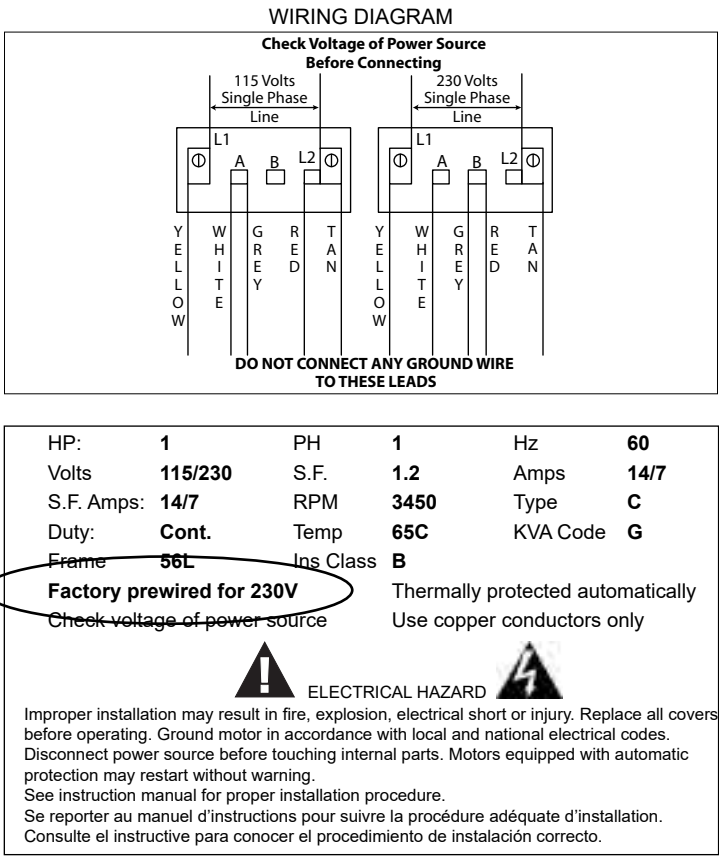 WIRING DIAGRAM
Check Voltage of Power Source
Before Connecting
115 Volts
Single Phase
Line
L1
A
B
L2
YELLOW
WHITE
GREY
RED
TAN
230 Volts
Single Phase
Line
L1
A
B
L2
YELLOW
WHITE
GREY
RED
TAN
DO NOT CONNECT ANY GROUND WIRE
TO THESE LEADS
HP: 1 PH 1 Hz 60
Volts 115/230 S.F. 1.2 Amps 14/7
S.F. Amps: 14/7 RPM 3450 Type C
Duty: Cont. Temp 65C KVA Code G
Frame 56L Ins Class B
Factory prewired for 230V Thermally protected automatically
Check voltage of power source Use copper conductors only
ELECTRICAL HAZARD
Improper installation may result in fire, explosion, electrical short or injury. Replace all covers
before operating. Ground motor in accordance with local and national electrical codes.
Disconnect power source before touching internal parts. Motors equipped with automatic
protection may restart without warning.
See instruction manual for proper installation procedure.
Se reporter au manuel d'instructions pour suivre la procédure adéquate d'installation.
Consulte el instructive para conocer el procedimiento de instalación correcto.